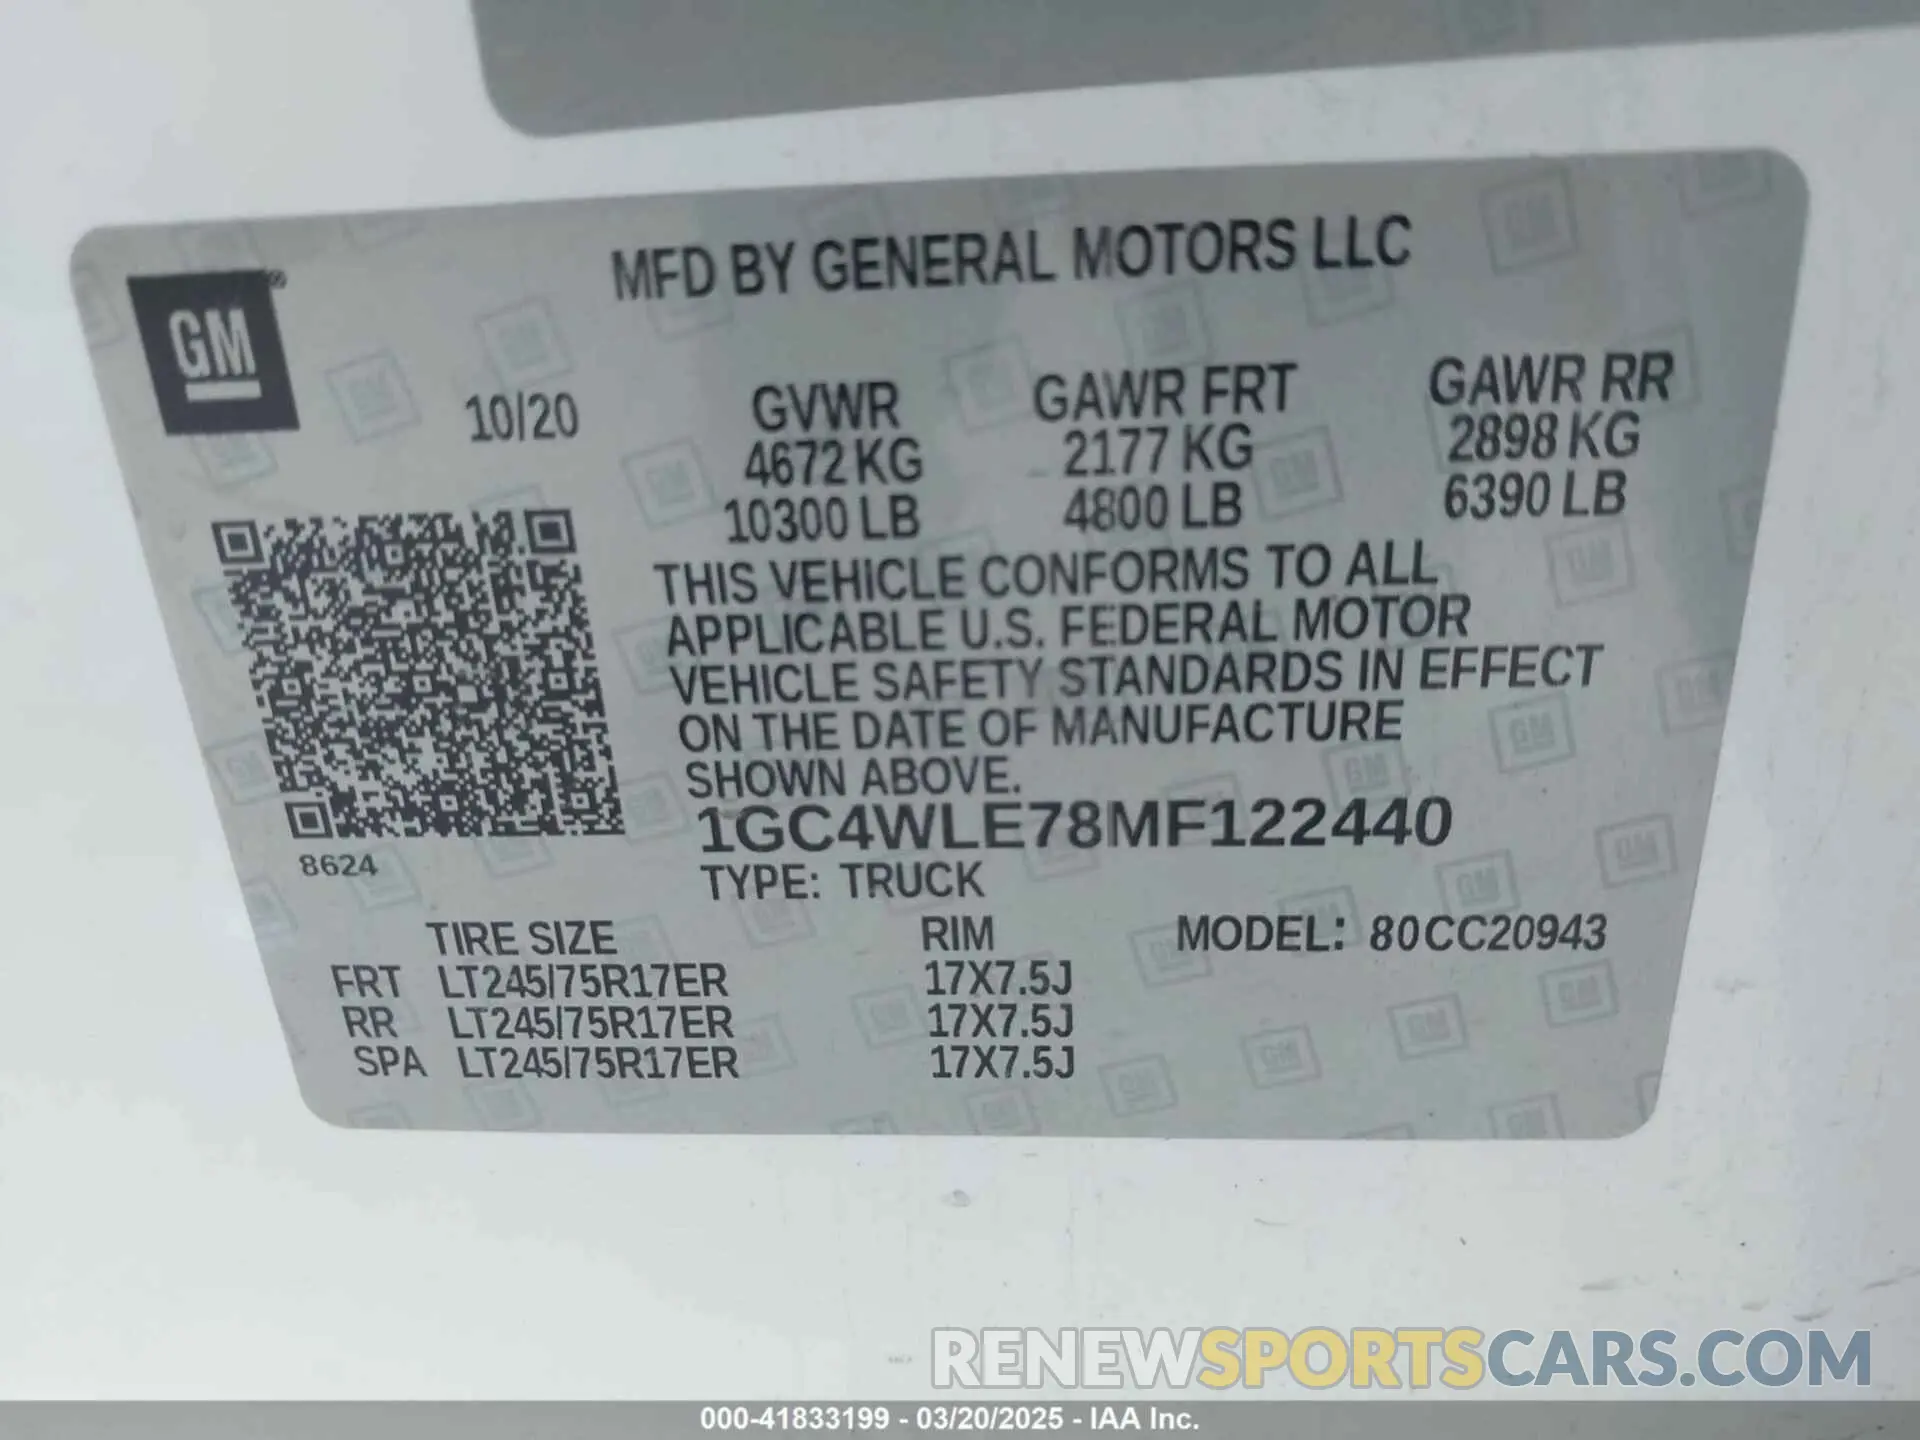 MFD BY GENERAL MOTORS LLC
GM®
10/20
GVWR GAWR FRT GAWR RR
4672 KG 2177 KG 2898 KG
10300 LB 4800 LB 6390 LB
THIS VEHICLE CONFORMS TO ALL
APPLICABLE U.S. FEDERAL MOTOR
VEHICLE SAFETY STANDARDS IN EFFECT
ON THE DATE OF MANUFACTURE
SHOWN ABOVE.
1GC4WLE78MF122440
8624
TYPE: TRUCK
TIRE SIZE RIM MODEL: 80CC20943
FRT LT245/75R17ER 17X7.5J
RR LT245/75R17ER 17X7.5J
SPA LT245/75R17ER 17X7.5J
RENEWSPORTSCARS.COM
000-41833199 - 03/20/2025 - IAA Inc.